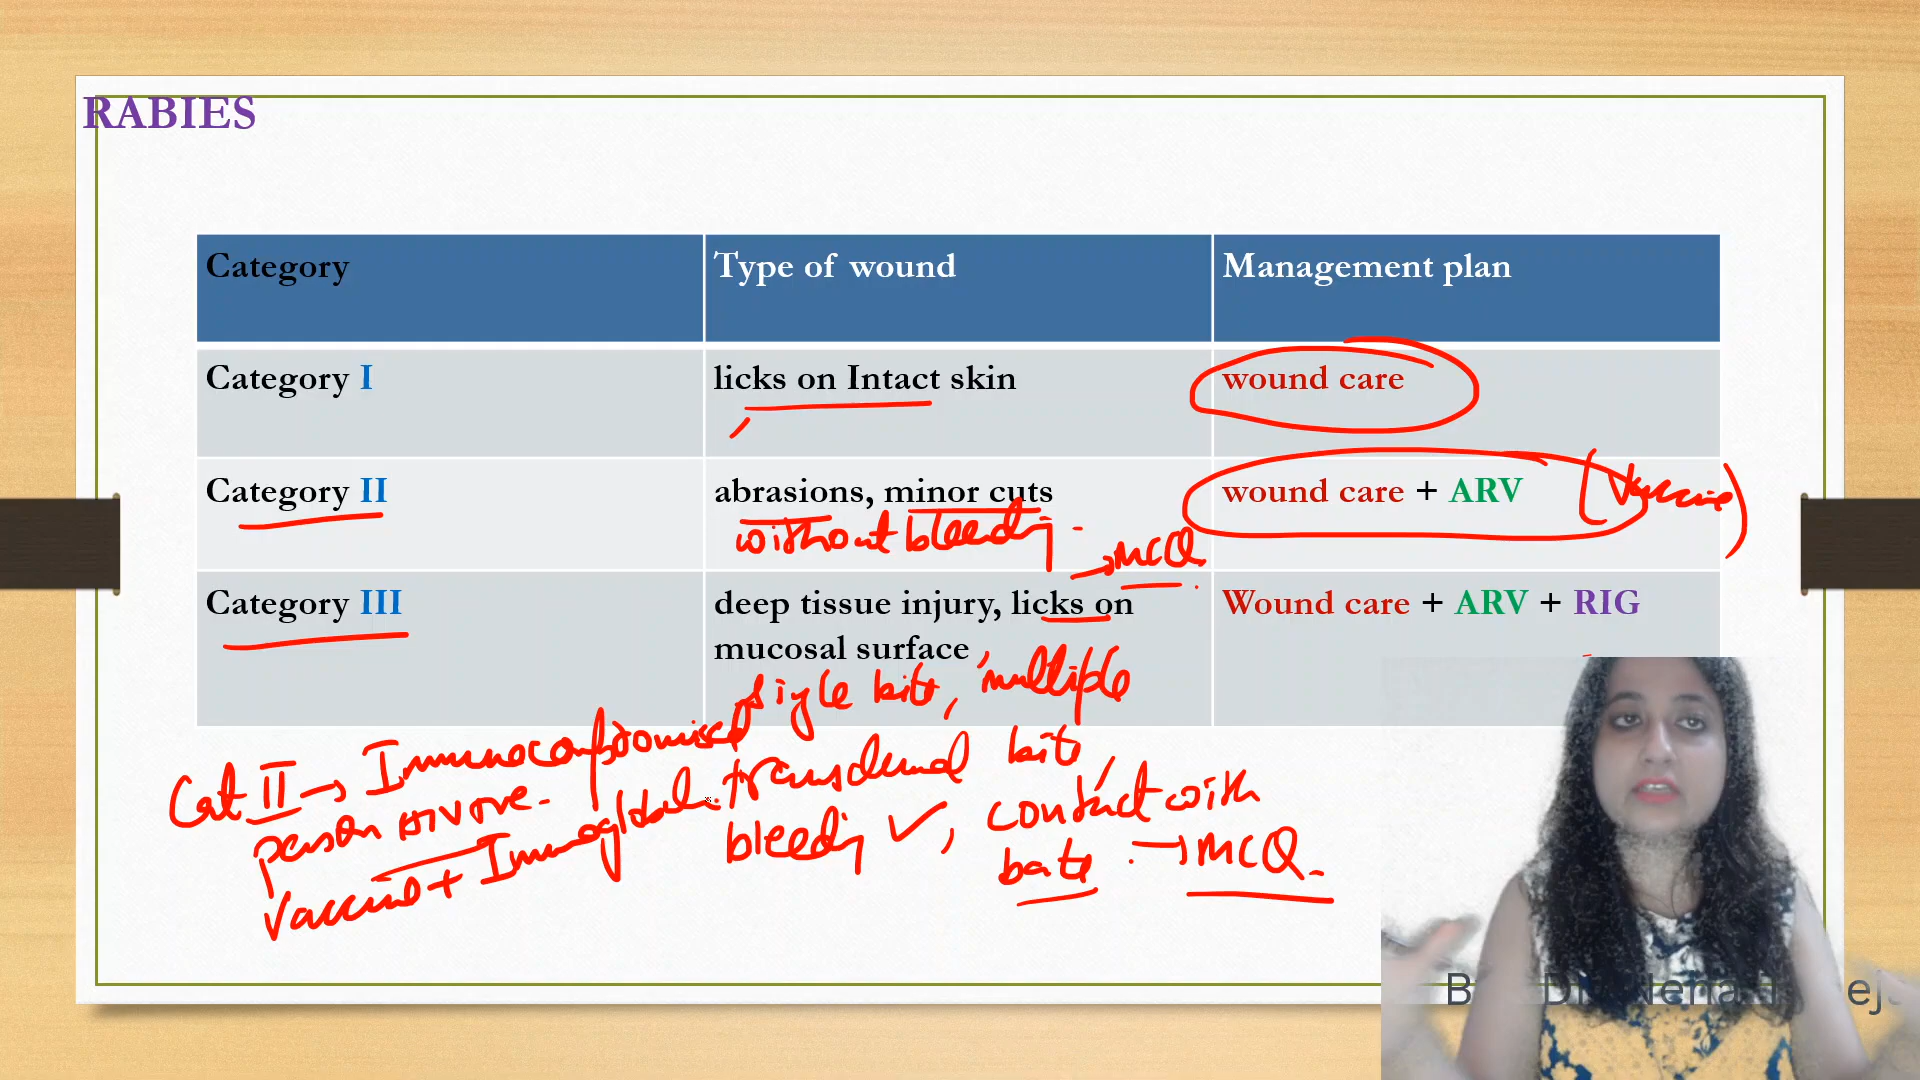 RABIES
Category Type of wound Management plan
Category I licks on Intact skin wound care
Category II abrasions, minor cuts wound care + ARV (Vaccine)
without bleeding
→ MCQ
Category III deep tissue injury, licks on Wound care + ARV + RIG
mucosal surface
single bite, multiple
bite,
transdermal
bleeding ✓, contact with
bats. → MCQ.
Cat II → Immunocompromised
person HIV +ve.
Vaccine + Immunoglobulin.